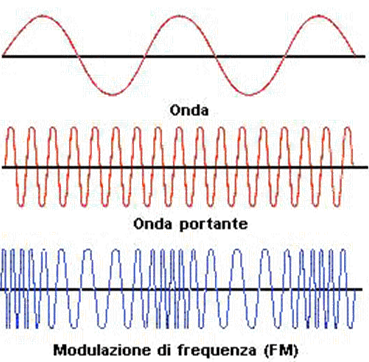 Onda
Onda portante
Modulazione di frequenza (FM)